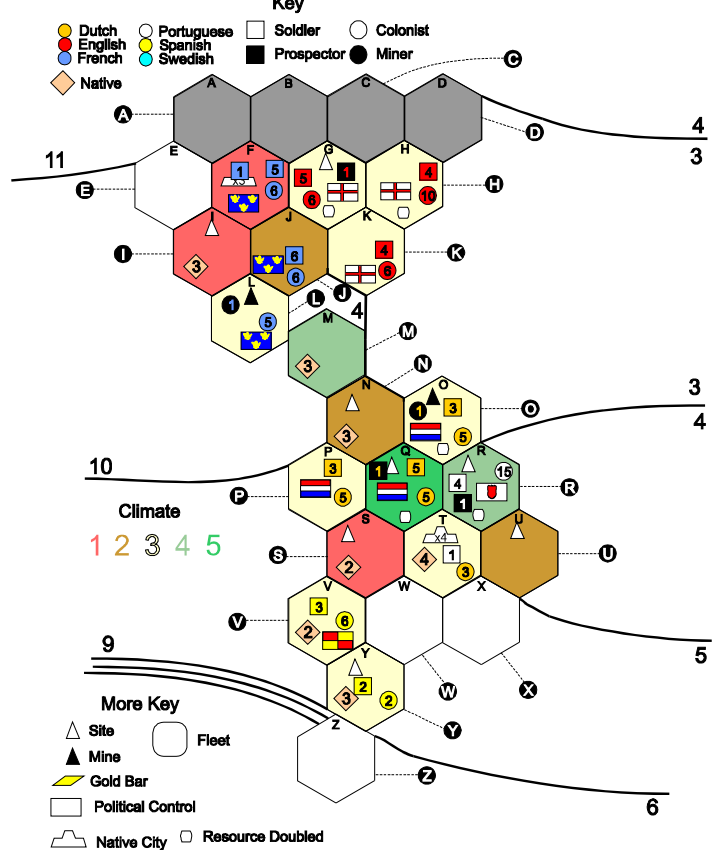 Key
Dutch
Portuguese
Soldier
Colonist
English
Spanish
French
Swedish
Prospector
Miner
Native
C
A B C D
A
D
4
3
11
E F G H
1 5
x3
6
5 1
6
4
10
E
H
I J K
I
3
6
6
4
6
K
L
1
5
L
J
4
M
3
M
N
N O
3
1 3
5
O
3
4
10
P Q R
3
5
1 5
5
15
4
1
P
R
Climate
1 2 3 4 5
S T U
2
x4
4 1
3
S
U
V W X
3
6
2
V
5
9
Y
2
3
2
W
X
Y
More Key
Site
Fleet
Mine
Gold Bar
Political Control
Native City
Resource Doubled
Z
Z
6